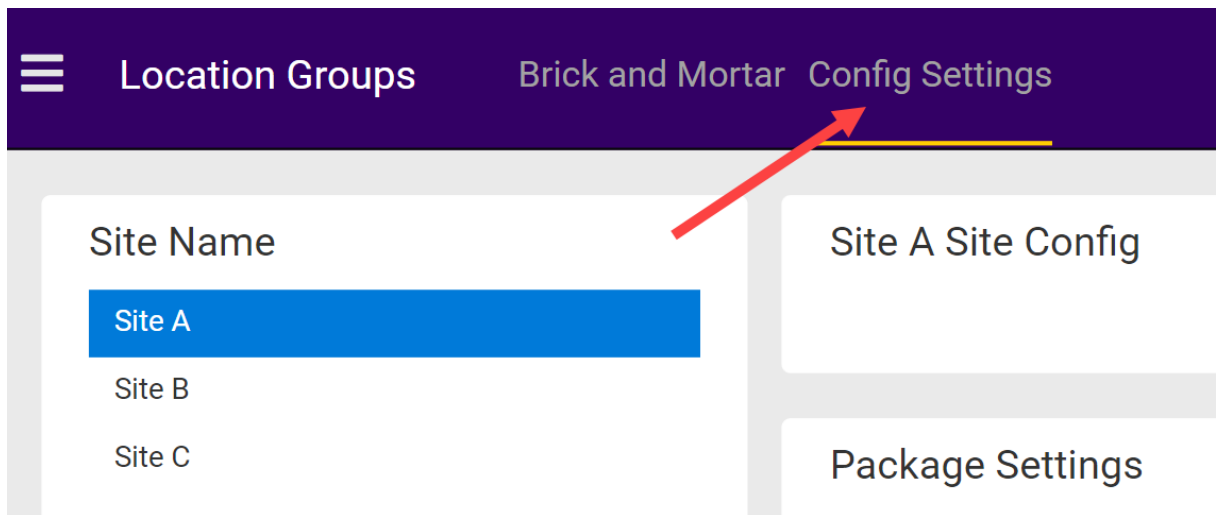 Location Groups Brick and Mortar Config Settings
Site Name
Site A
Site B
Site C
Site A Site Config
Package Settings